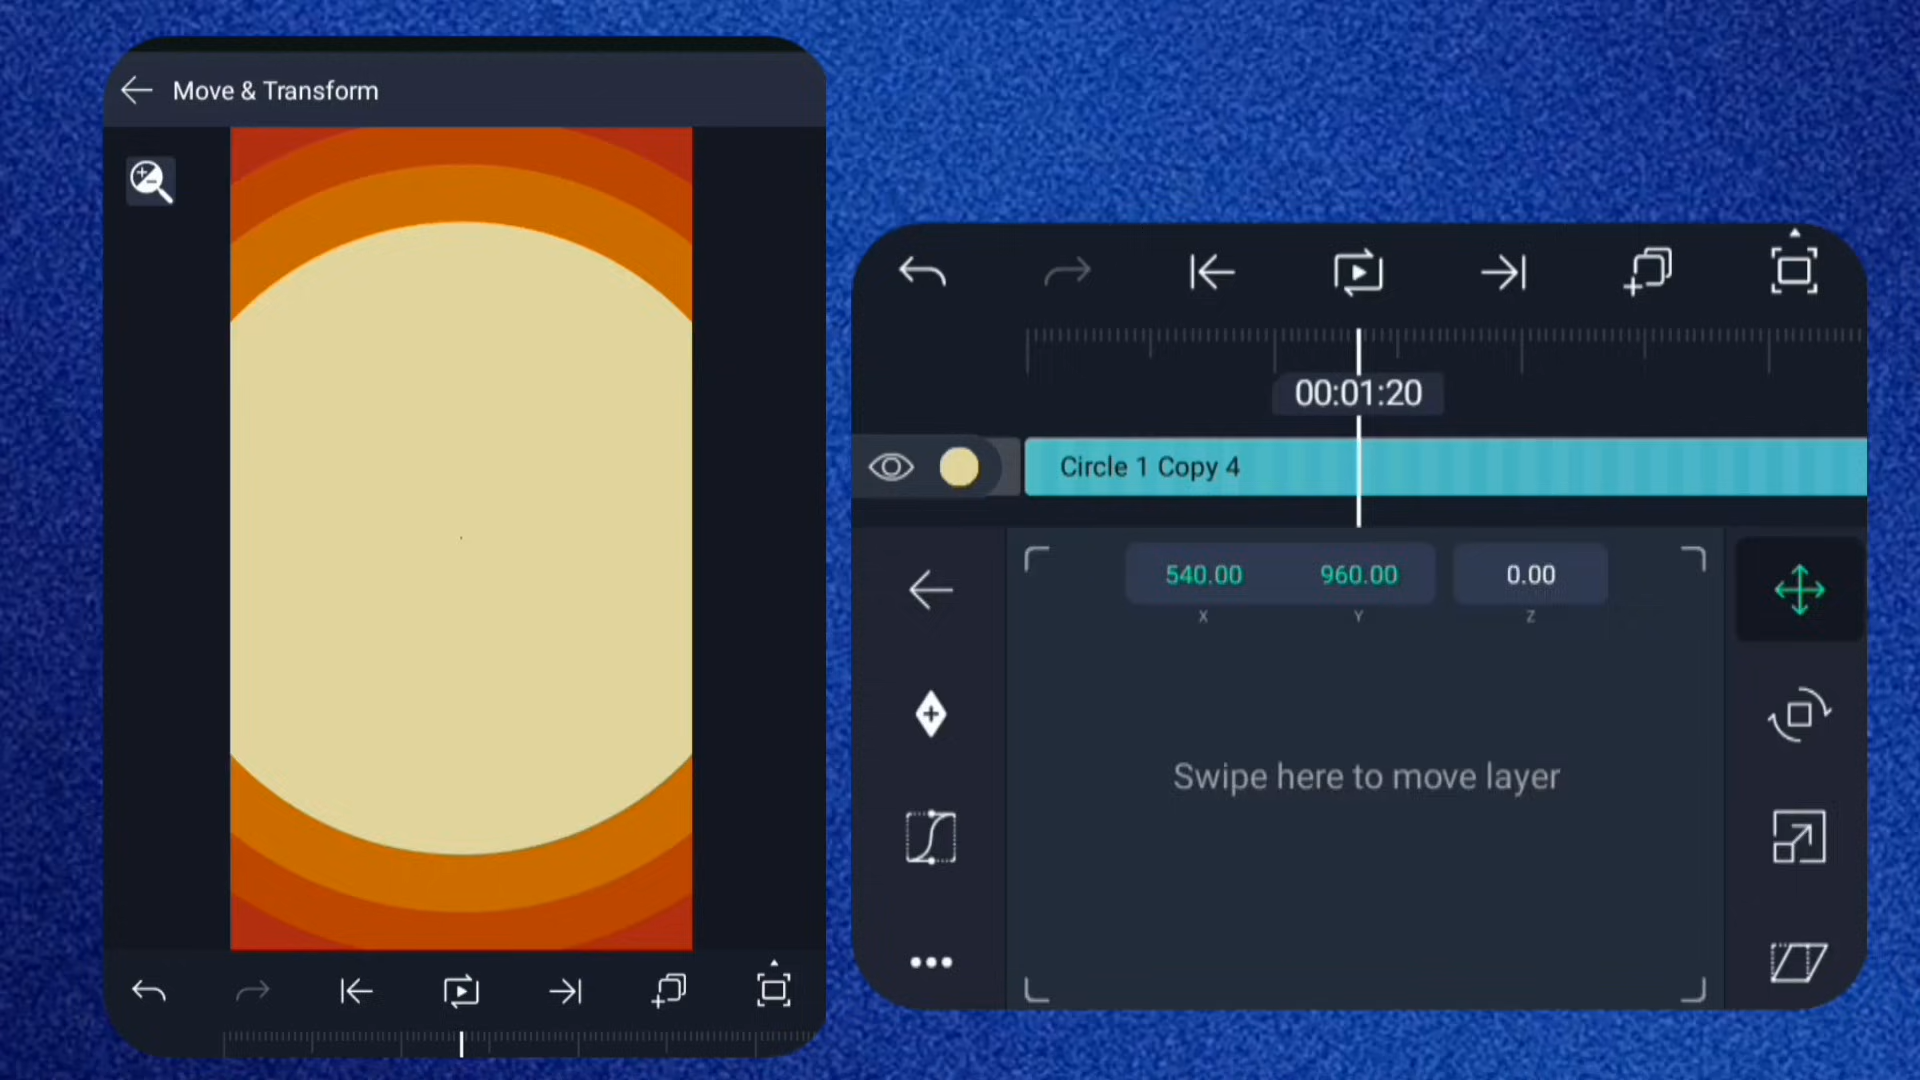 Move & Transform
00:01:20
Circle 1 Copy 4
540.00 960.00 0.00
X Y Z
Swipe here to move layer